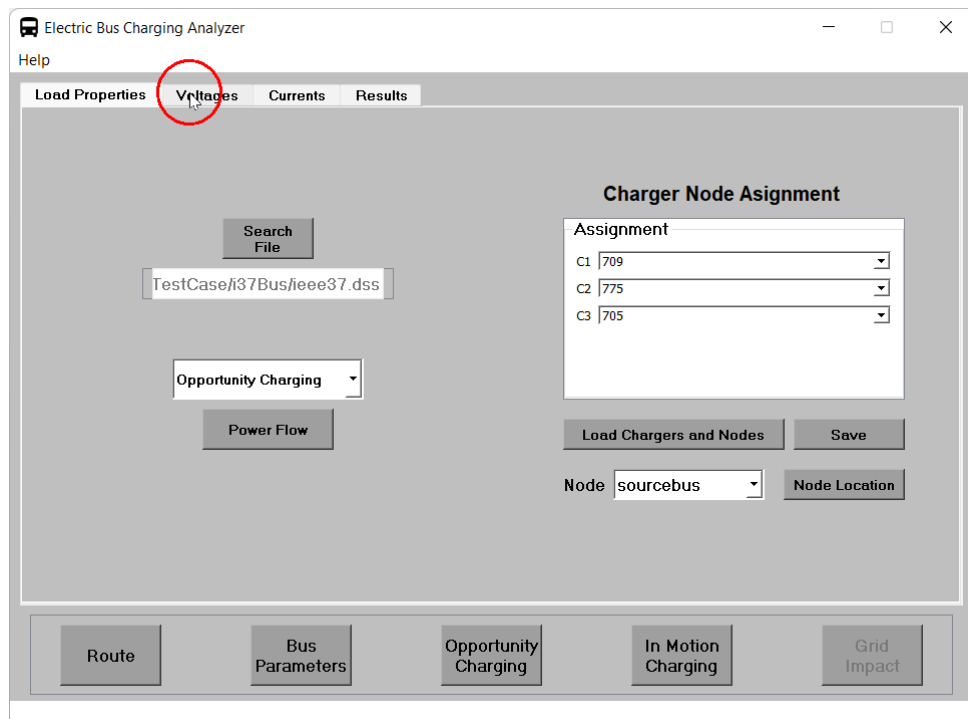 Electric Bus Charging Analyzer
Help
Load Properties Voltages Currents Results
Charger Node Asignment
Search
File
TestCase/i37Bus/ieee37.dss
Assignment
C1 709
C2 775
C3 705
Opportunity Charging
Power Flow
Load Chargers and Nodes Save
Node sourcebus Node Location
Route
Bus
Parameters
Opportunity
Charging
In Motion
Charging
Grid
Impact